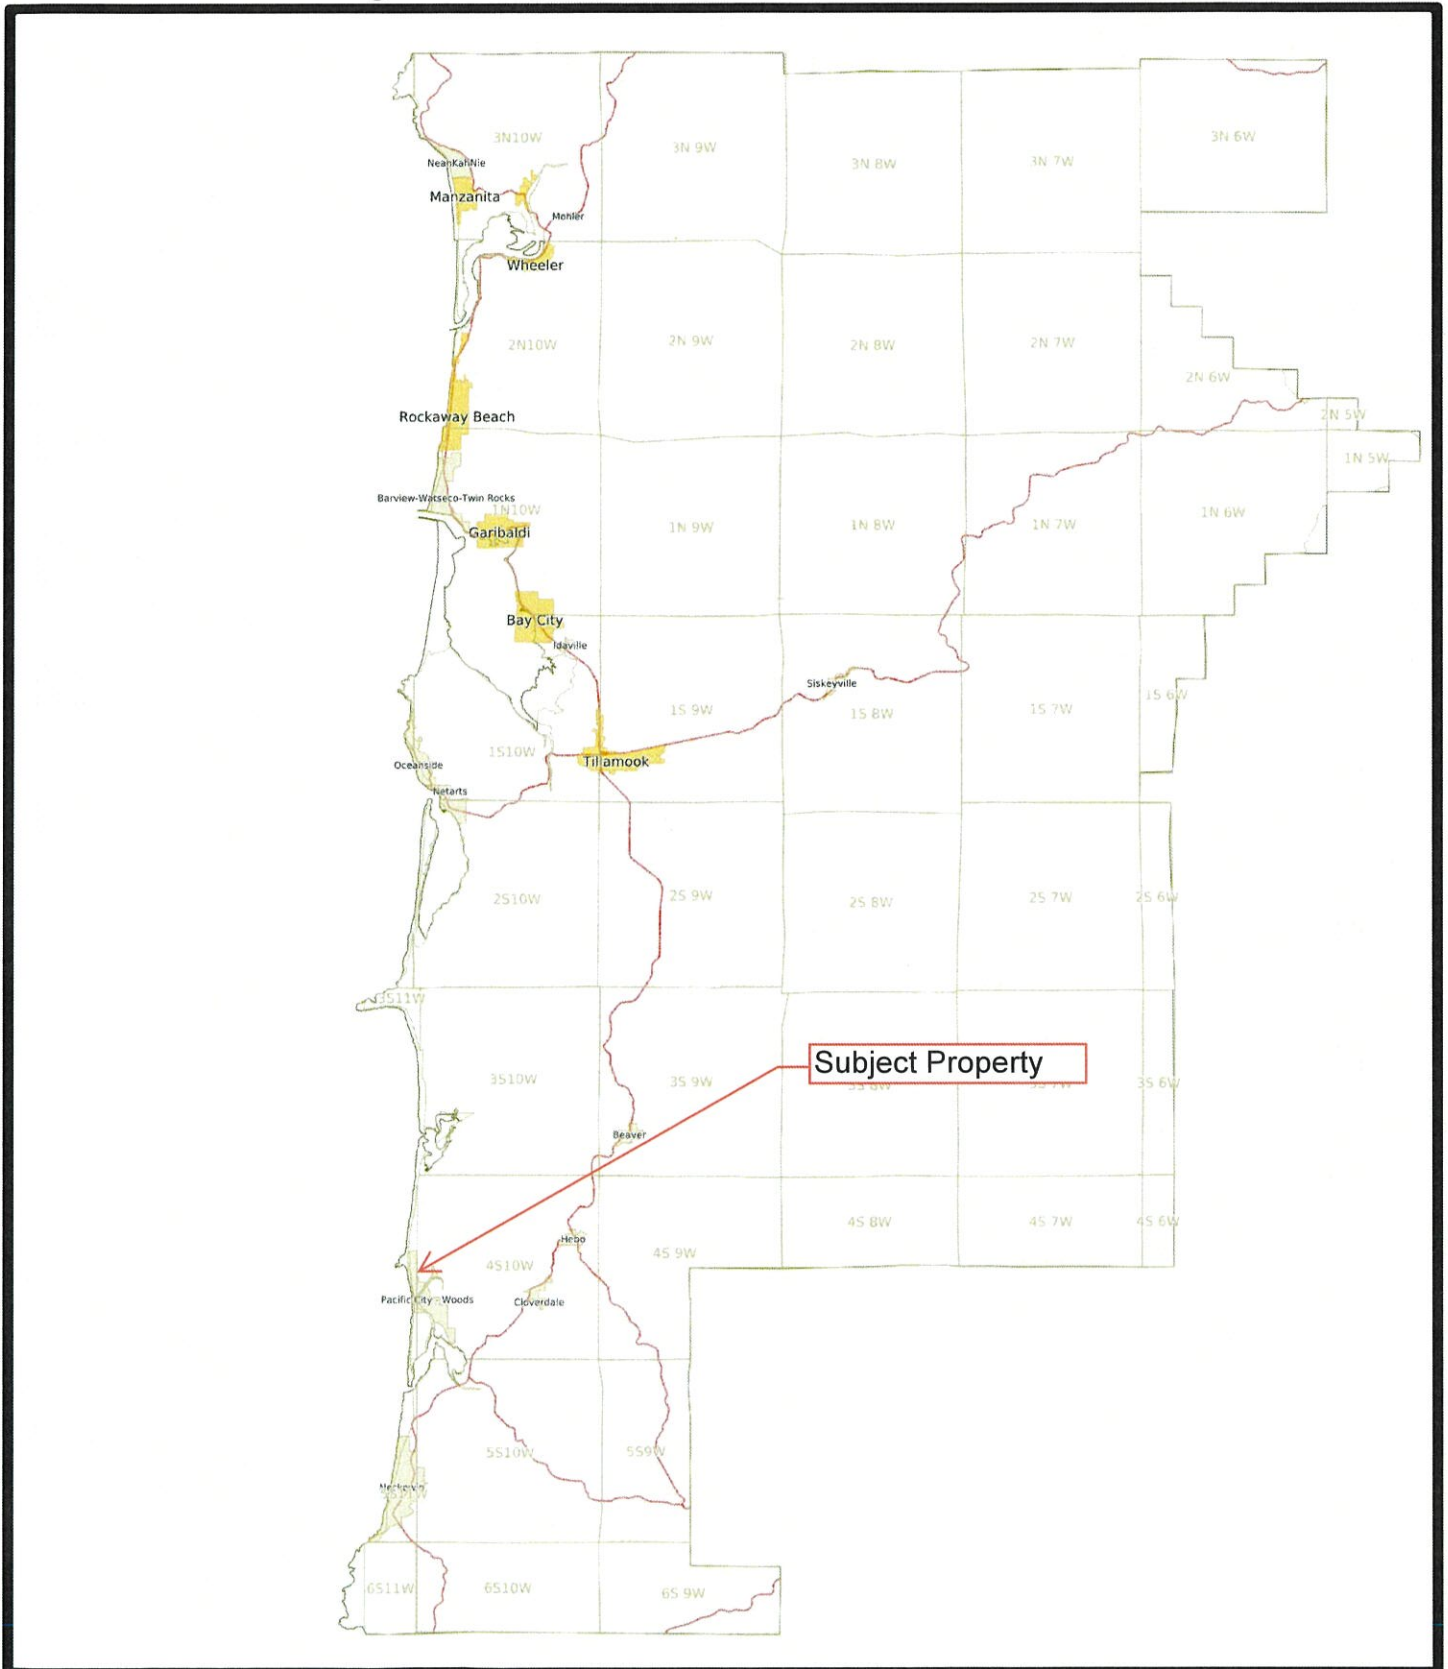 3N10W
3N 9W
3N 8W
3N 7W
3N 6W
NeahKahNie
Manzanita
Mohler
Wheeler
2N10W
2N 9W
2N 8W
2N 7W
2N 6W
2N 5W
Rockaway Beach
1N 5W
Barview-Watseco-Twin Rocks
1N10W
1N 9W
1N 8W
1N 7W
1N 6W
Garibaldi
Bay City
Idaville
Siskeyville
1S 9W
1S 8W
1S 7W
1S 6W
1S10W
Oceanside
Tillamook
Netarts
2S10W
2S 9W
2S 8W
2S 7W
2S 6W
3S11W
Subject Property
3S10W
3S 9W
3S 8W
3S 7W
3S 6W
Beaver
4S 8W
4S 7W
4S 6W
Hebo
4S10W
4S 9W
Pacific City - Woods
Cloverdale
5S10W
5S9W
Neskowin
6S11W
6S10W
6S 9W